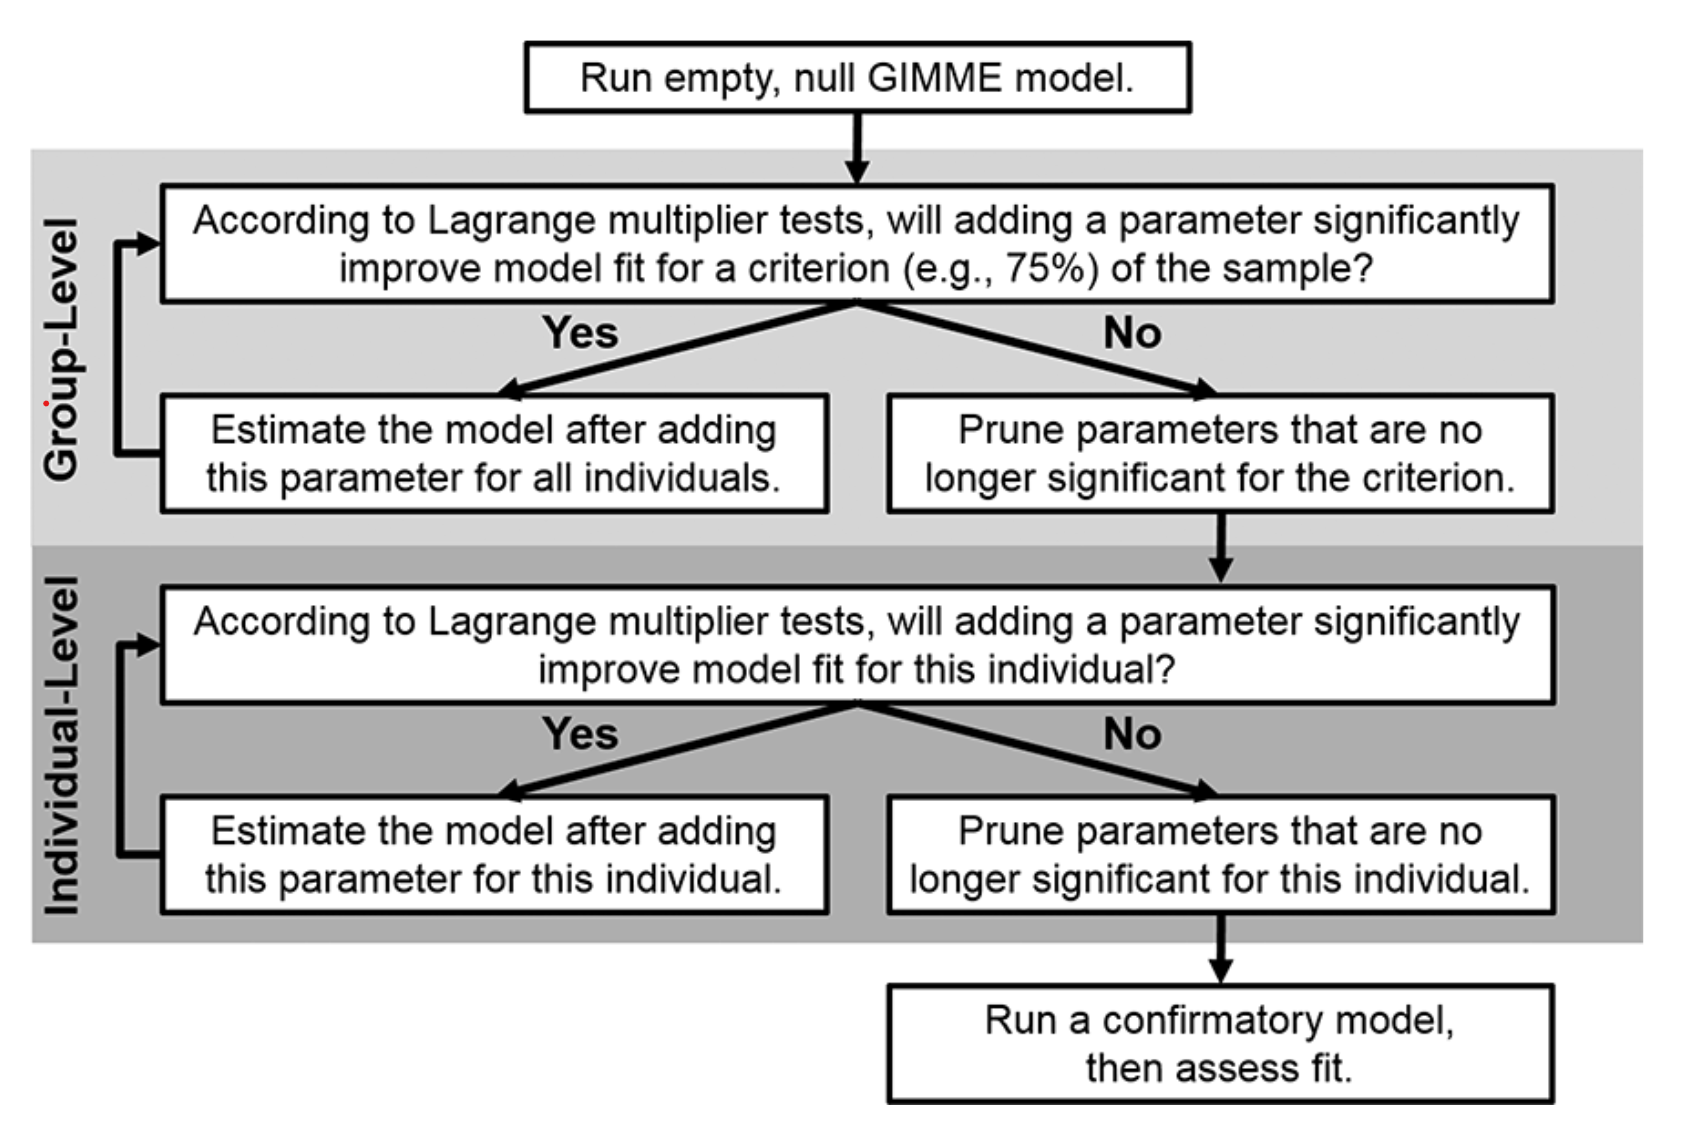 Run empty, null GIMME model.
Group-Level
According to Lagrange multiplier tests, will adding a parameter significantly
improve model fit for a criterion (e.g., 75%) of the sample?
Yes
No
Estimate the model after adding
this parameter for all individuals.
Prune parameters that are no
longer significant for the criterion.
Individual-Level
According to Lagrange multiplier tests, will adding a parameter significantly
improve model fit for this individual?
Yes
No
Estimate the model after adding
this parameter for this individual.
Prune parameters that are no
longer significant for this individual.
Run a confirmatory model,
then assess fit.